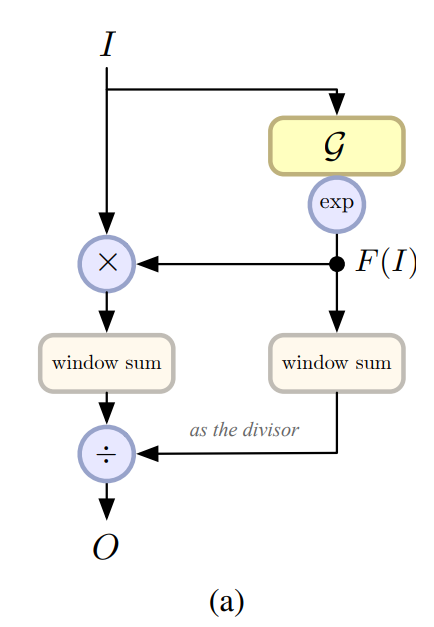 I
𝒢
exp
×
F(I)
window sum
window sum
as the divisor
÷
O
(a)